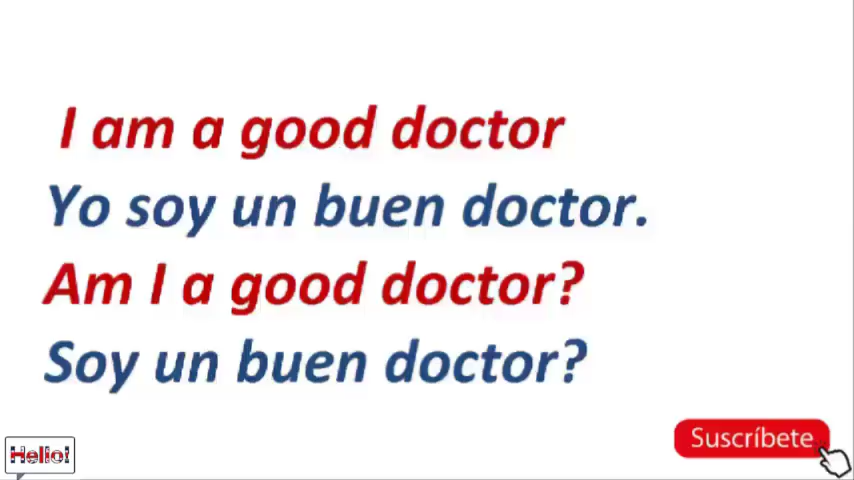 I am a good doctor
Yo soy un buen doctor.
Am I a good doctor?
Soy un buen doctor?
Suscríbete
Hello!